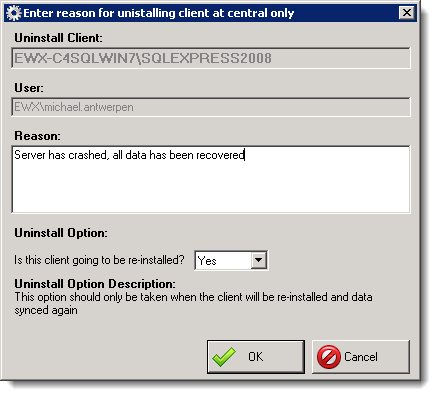 Enter reason for unistalling client at central only
Uninstall Client:
EWX-C4SQLWIN7\SQLEXPRESS2008
User:
EWX\michael.antwerpen
Reason:
Server has crashed, all data has been recovered
Uninstall Option:
Is this client going to be re-installed? Yes
Uninstall Option Description:
This option should only be taken when the client will be re-installed and data
synced again
OK Cancel